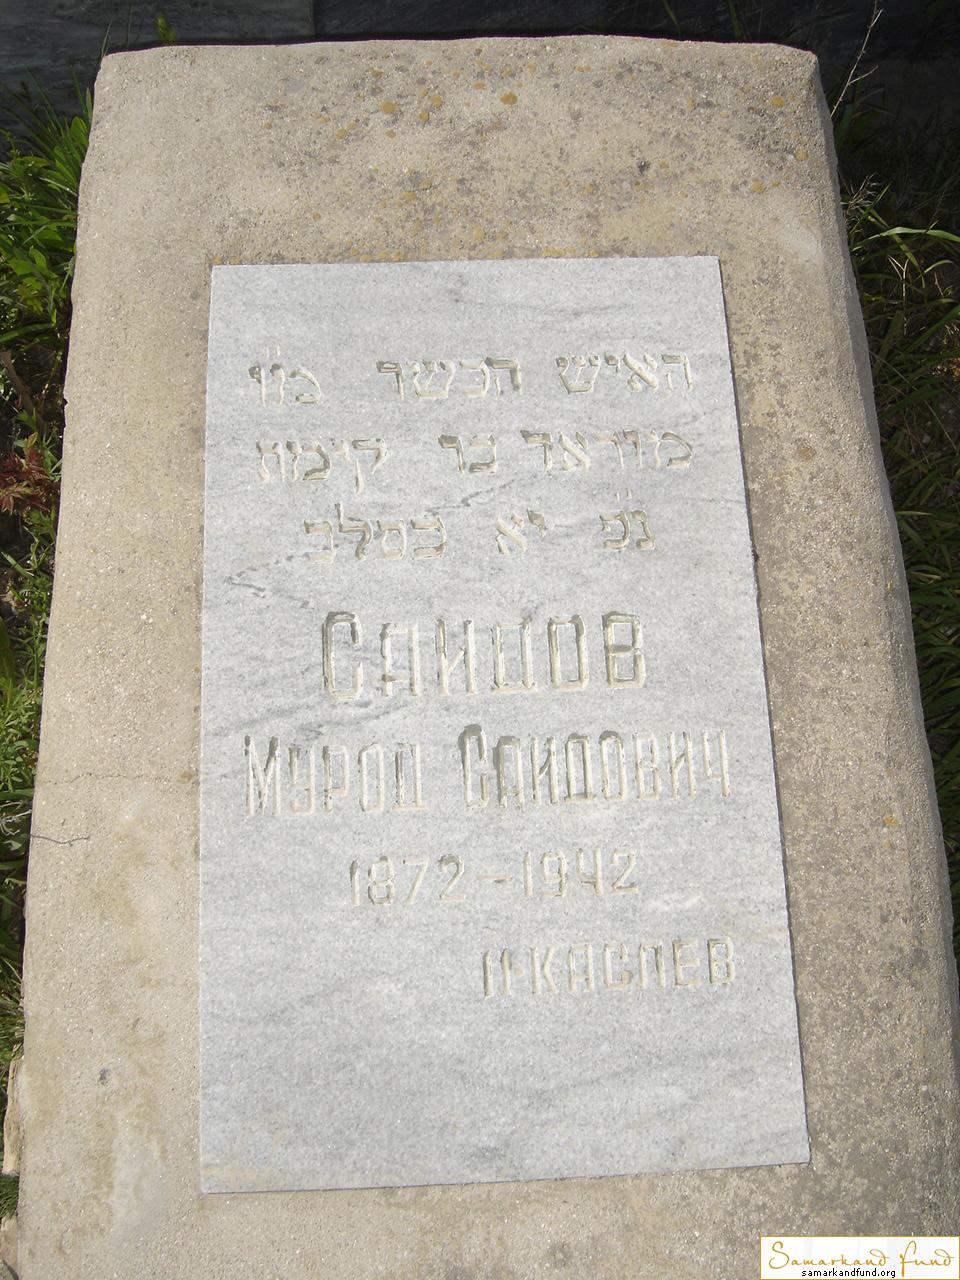 האיש הכשר מו״ו
מוראד בר קימת
נ״פ יא כסלב
САИДОВ
МУРОД САИДОВИЧ
1872-1942
11-КАСЛЕВ
Samarkand fund
samarkandfund.org